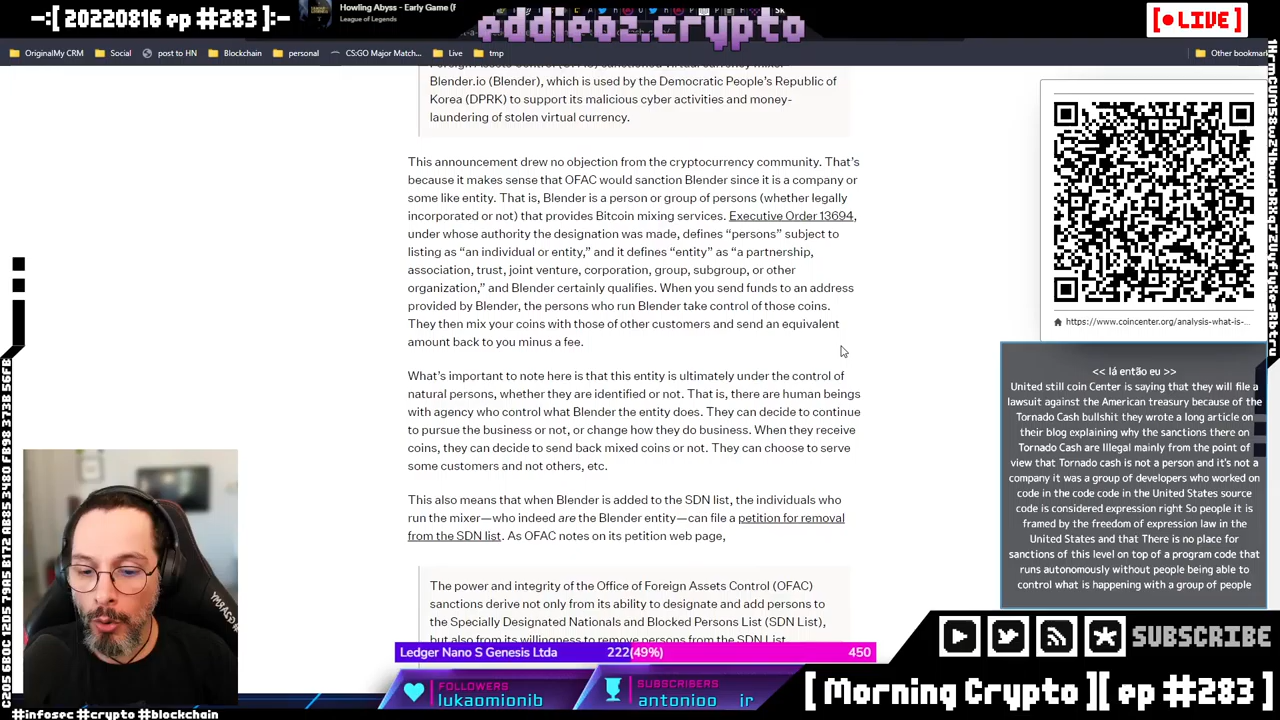 -:[ 20220816 ep #283 ]:-
Howling Abyss - Early Game (F
League of Legends
eddieoz.crypto
[● LIVE]
OriginalMy CRM
Social
post to HN
Blockchain
personal
CS:GO Major Match...
Live
tmp
Other bookmar
Blender.io (Blender), which is used by the Democratic People's Republic of
Korea (DPRK) to support its malicious cyber activities and money-
laundering of stolen virtual currency.
This announcement drew no objection from the cryptocurrency community. That's
because it makes sense that OFAC would sanction Blender since it is a company or
some like entity. That is, Blender is a person or group of persons (whether legally
incorporated or not) that provides Bitcoin mixing services. Executive Order 13694,
under whose authority the designation was made, defines "persons" subject to
listing as "an individual or entity," and it defines "entity" as "a partnership,
association, trust, joint venture, corporation, group, subgroup, or other
organization," and Blender certainly qualifies. When you send funds to an address
provided by Blender, the persons who run Blender take control of those coins.
They then mix your coins with those of other customers and send an equivalent
amount back to you minus a fee.
What's important to note here is that this entity is ultimately under the control of
natural persons, whether they are identified or not. That is, there are human beings
with agency who control what Blender the entity does. They can decide to continue
to pursue the business or not, or change how they do business. When they receive
coins, they can decide to send back mixed coins or not. They can choose to serve
some customers and not others, etc.
This also means that when Blender is added to the SDN list, the individuals who
run the mixer—who indeed are the Blender entity—can file a petition for removal
from the SDN list. As OFAC notes on its petition web page,
The power and integrity of the Office of Foreign Assets Control (OFAC)
sanctions derive not only from its ability to designate and add persons to
the Specially Designated Nationals and Blocked Persons List (SDN List),
but also from its willingness to remove persons from the SDN List
https://www.coincenter.org/analysis-what-is-...
<< lá então eu >>
United still coin Center is saying that they will file a
lawsuit against the American treasury because of the
Tornado Cash bullshit they wrote a long article on
their blog explaining why the sanctions there on
Tornado Cash are Illegal mainly from the point of
view that Tornado cash is not a person and it's not a
company it was a group of developers who worked on
code in the code code in the United States source
code is considered expression right So people it is
framed by the freedom of expression law in the
United States and that There is no place for
sanctions of this level on top of a program code that
runs autonomously without people being able to
control what is happening with a group of people
Ledger Nano S Genesis Ltda 222(49%) 450
FOLLOWERS
lukaomionib
SUBSCRIBERS
antonioo jr
SUBSCRIBE
[ Morning Crypto ][ ep #283 ]
#infosec #crypto #blockchain